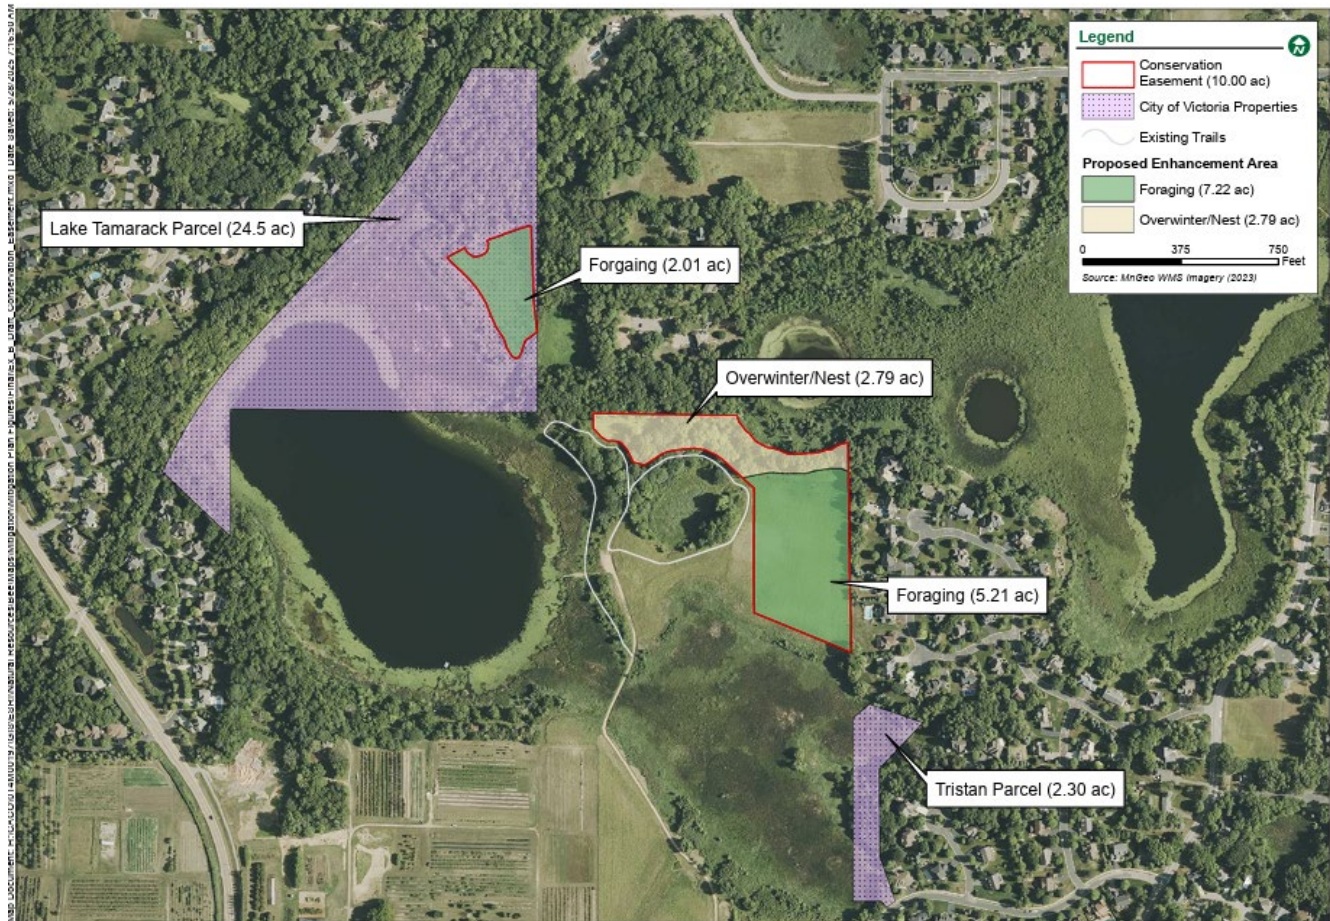 Legend
N
Conservation
Easement (10.00 ac)
City of Victoria Properties
Existing Trails
Proposed Enhancement Area
Foraging (7.22 ac)
Overwinter/Nest (2.79 ac)
0 375 750
Feet
Source: MnGeo WMS Imagery (2023)
Lake Tamarack Parcel (24.5 ac)
Forgaing (2.01 ac)
Overwinter/Nest (2.79 ac)
Foraging (5.21 ac)
Tristan Parcel (2.30 ac)